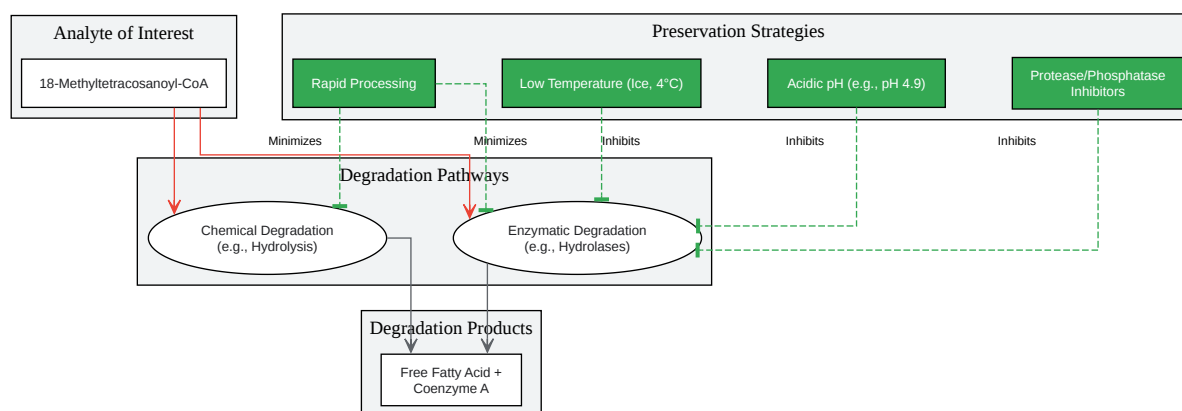 Analyte of Interest
Preservation Strategies
18-Methyltetracosanoyl-CoA
Rapid Processing
Low Temperature (Ice, 4°C)
Acidic pH (e.g., pH 4.9)
Protease/Phosphatase
Inhibitors
Minimizes
Minimizes
Inhibits
Inhibits
Inhibits
Degradation Pathways
Chemical Degradation
(e.g., Hydrolysis)
Enzymatic Degradation
(e.g., Hydrolases)
Degradation Products
Free Fatty Acid +
Coenzyme A